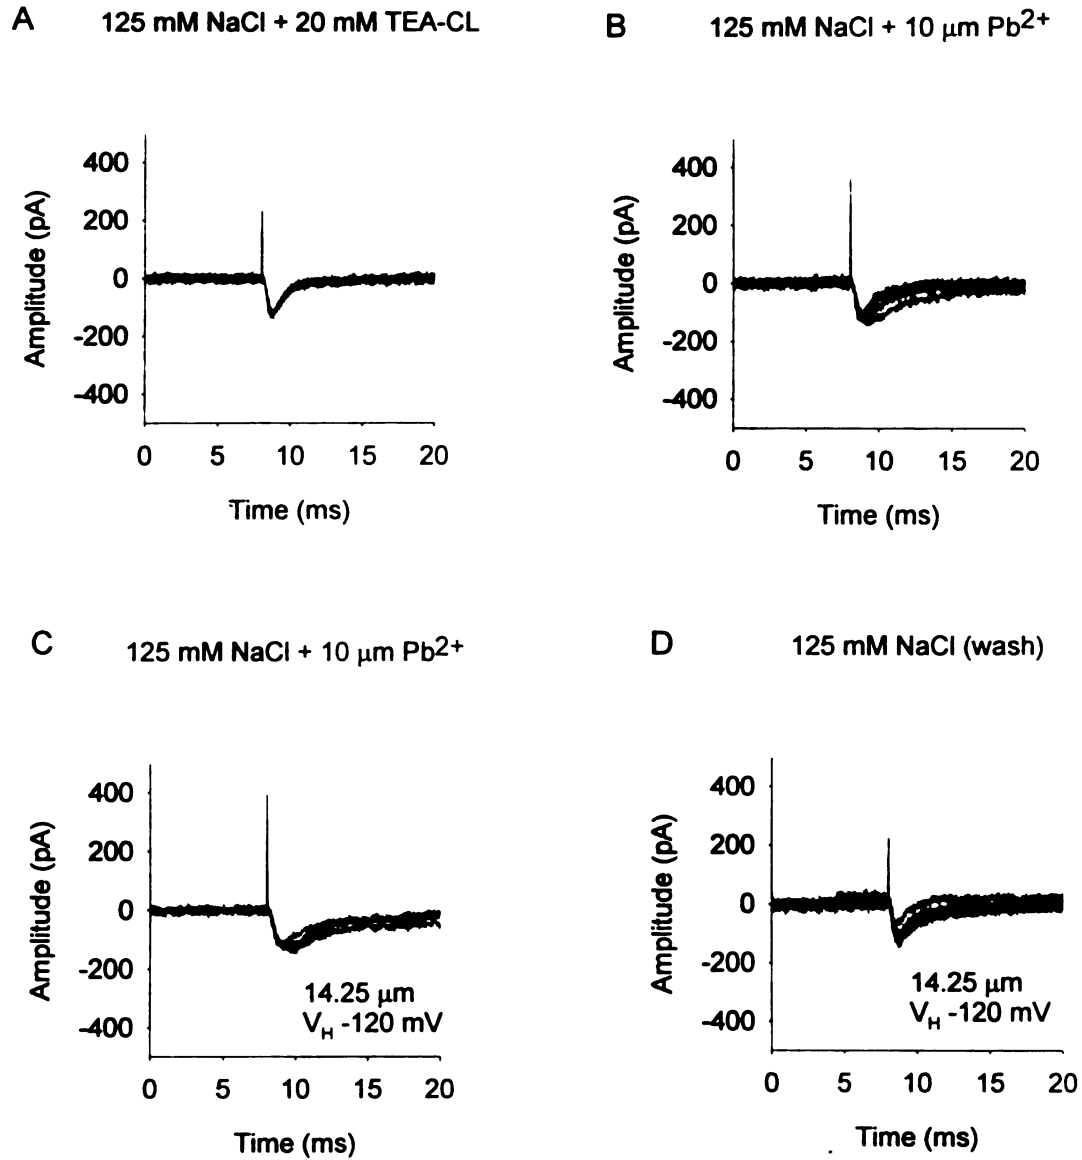 A
125 mM NaCl + 20 mM TEA-CL
400
200
0
-200
-400
Amplitude (pA)
0 5 10 15 20
Time (ms)
B
125 mM NaCl + 10 μm Pb2+
400
200
0
-200
-400
Amplitude (pA)
0 5 10 15 20
Time (ms)
C
125 mM NaCl + 10 μm Pb2+
400
200
0
-200
-400
Amplitude (pA)
14.25 μm
VH -120 mV
0 5 10 15 20
Time (ms)
D
125 mM NaCl (wash)
400
200
0
-200
-400
Amplitude (pA)
14.25 μm
VH -120 mV
0 5 10 15 20
Time (ms)